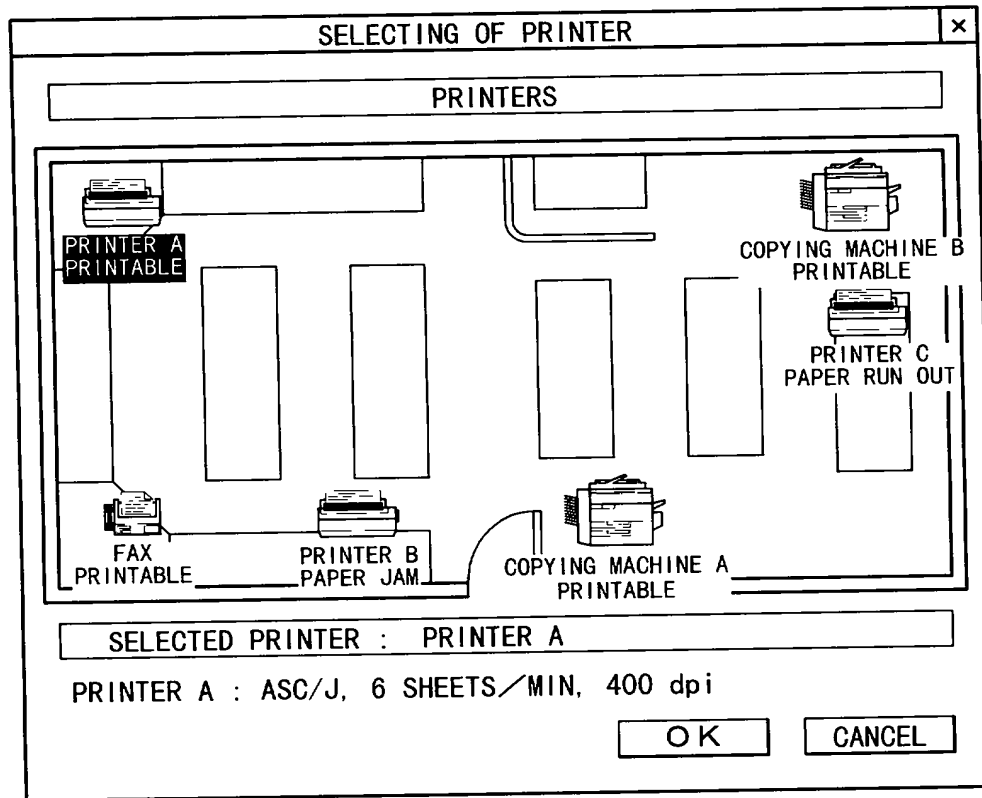 SELECTING OF PRINTER
×
PRINTERS
PRINTER A
PRINTABLE
COPYING MACHINE B
PRINTABLE
PRINTER C
PAPER RUN OUT
FAX
PRINTABLE
PRINTER B
PAPER JAM
COPYING MACHINE A
PRINTABLE
SELECTED PRINTER : PRINTER A
PRINTER A : ASC/J, 6 SHEETS/MIN, 400 dpi
OK
CANCEL